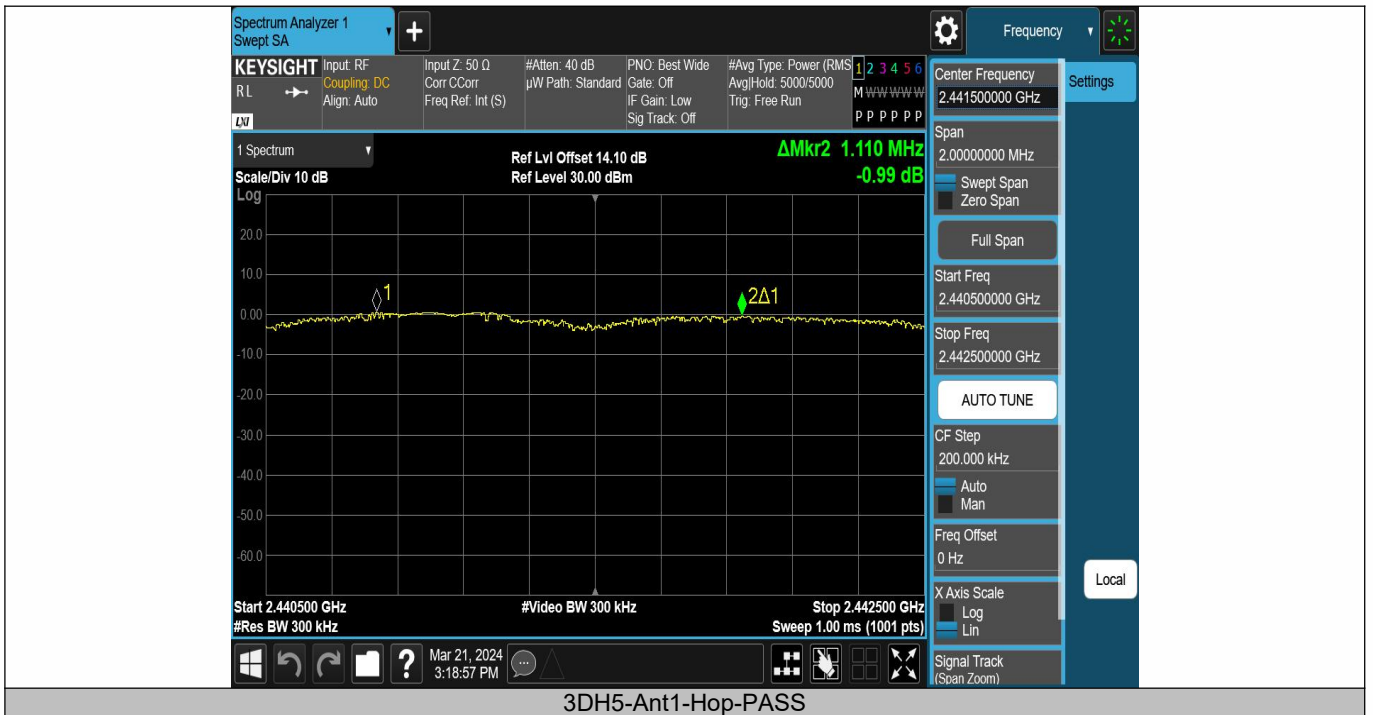 Spectrum Analyzer 1
Swept SA
Frequency
KEYSIGHT
R L
LXI
Input: RF
Coupling: DC
Align: Auto
Input Z: 50 Ω
Corr CCorr
Freq Ref: Int (S)
#Atten: 40 dB
µW Path: Standard
PNO: Best Wide
Gate: Off
IF Gain: Low
Sig Track: Off
#Avg Type: Power (RMS
Avg|Hold: 5000/5000
Trig: Free Run
1 2 3 4 5 6
M W W W W W
P P P P P P
1 Spectrum
Scale/Div 10 dB
Log
Ref Lvl Offset 14.10 dB
Ref Level 30.00 dBm
ΔMkr2 1.110 MHz
-0.99 dB
20.0
10.0
0.00
-10.0
-20.0
-30.0
-40.0
-50.0
-60.0
1
2Δ1
Start 2.440500 GHz
#Res BW 300 kHz
#Video BW 300 kHz
Stop 2.442500 GHz
Sweep 1.00 ms (1001 pts)
?
Mar 21, 2024
3:18:57 PM
Center Frequency
2.441500000 GHz
Settings
Span
2.00000000 MHz
Swept Span
Zero Span
Full Span
Start Freq
2.440500000 GHz
Stop Freq
2.442500000 GHz
AUTO TUNE
CF Step
200.000 kHz
Auto
Man
Freq Offset
0 Hz
X Axis Scale
Log
Lin
Local
Signal Track
(Span Zoom)
3DH5-Ant1-Hop-PASS